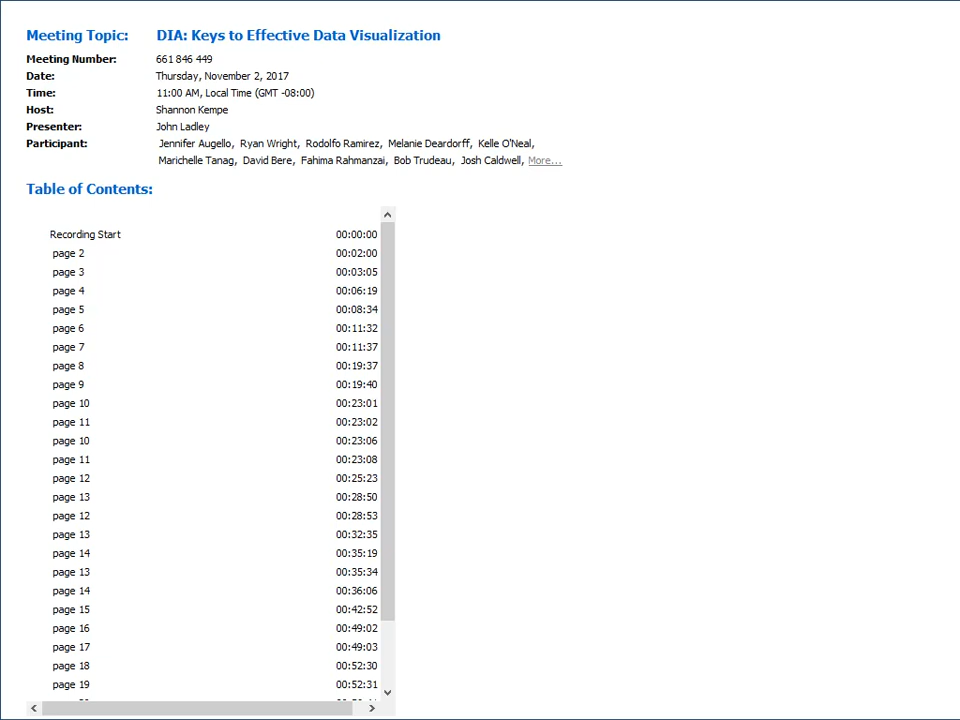 Meeting Topic: DIA: Keys to Effective Data Visualization
Meeting Number: 661 846 449
Date: Thursday, November 2, 2017
Time: 11:00 AM, Local Time (GMT -08:00)
Host: Shannon Kempe
Presenter: John Ladley
Participant: Jennifer Augello, Ryan Wright, Rodolfo Ramirez, Melanie Deardorff, Kelle O'Neal,
Marichelle Tanag, David Bere, Fahima Rahmanzai, Bob Trudeau, Josh Caldwell, More...
Table of Contents:
Recording Start 00:00:00
page 2 00:02:00
page 3 00:03:05
page 4 00:06:19
page 5 00:08:34
page 6 00:11:32
page 7 00:11:37
page 8 00:19:37
page 9 00:19:40
page 10 00:23:01
page 11 00:23:02
page 10 00:23:06
page 11 00:23:08
page 12 00:25:23
page 13 00:28:50
page 12 00:28:53
page 13 00:32:35
page 14 00:35:19
page 13 00:35:34
page 14 00:36:06
page 15 00:42:52
page 16 00:49:02
page 17 00:49:03
page 18 00:52:30
page 19 00:52:31